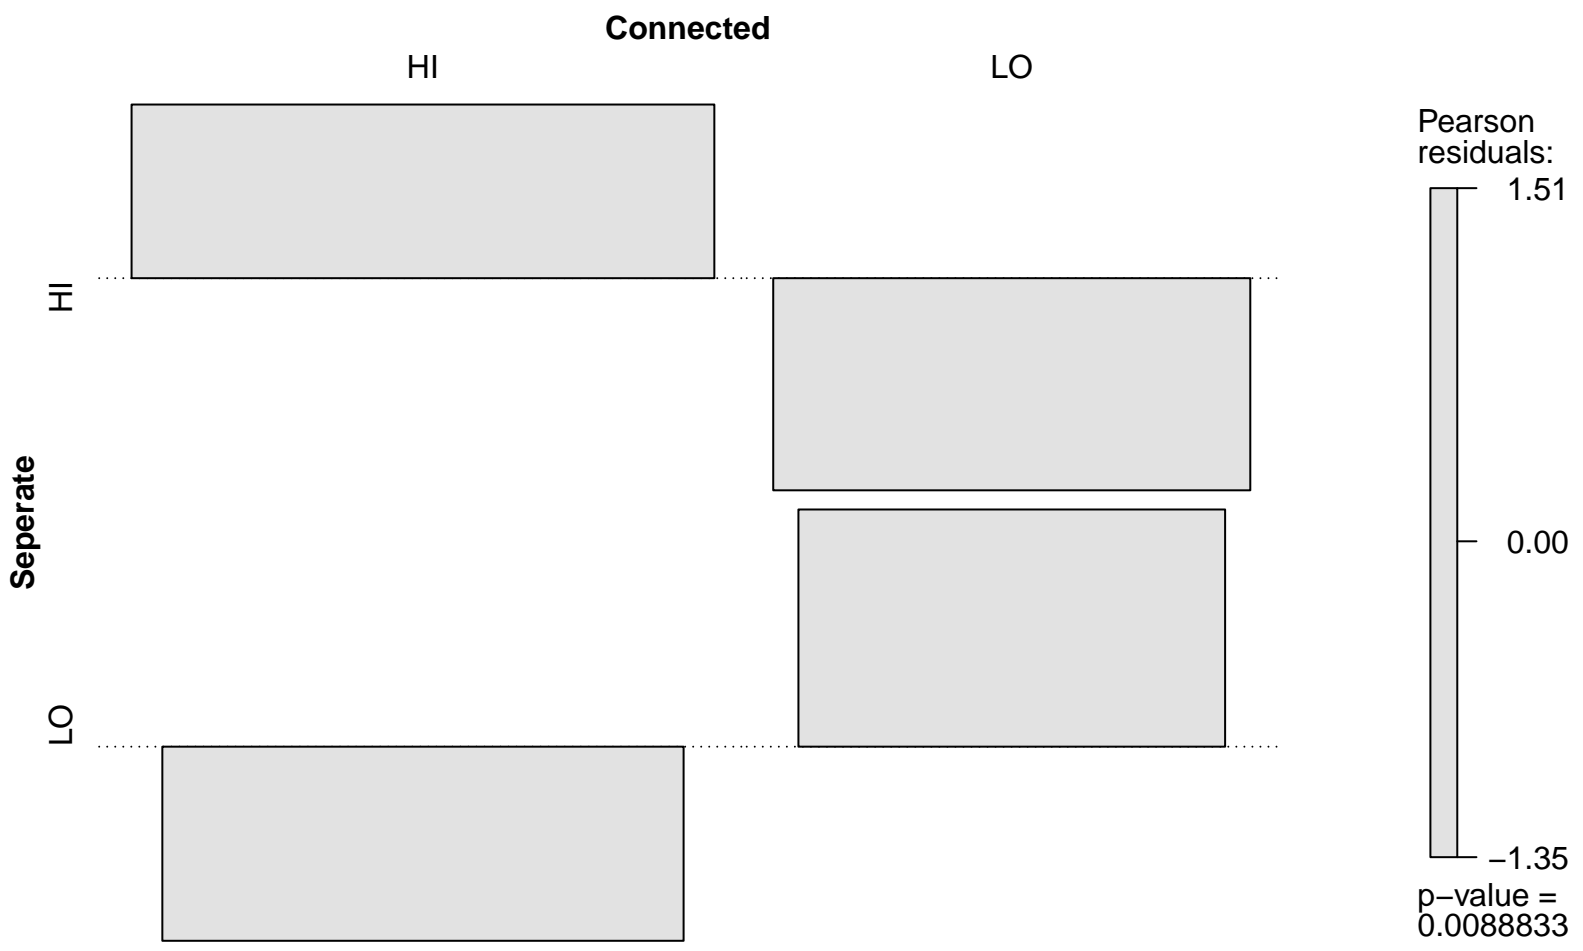 Connected
HI
LO
HI
LO
Seperate
Pearson
residuals:
1.51
0.00
−1.35
p−value =
0.0088833